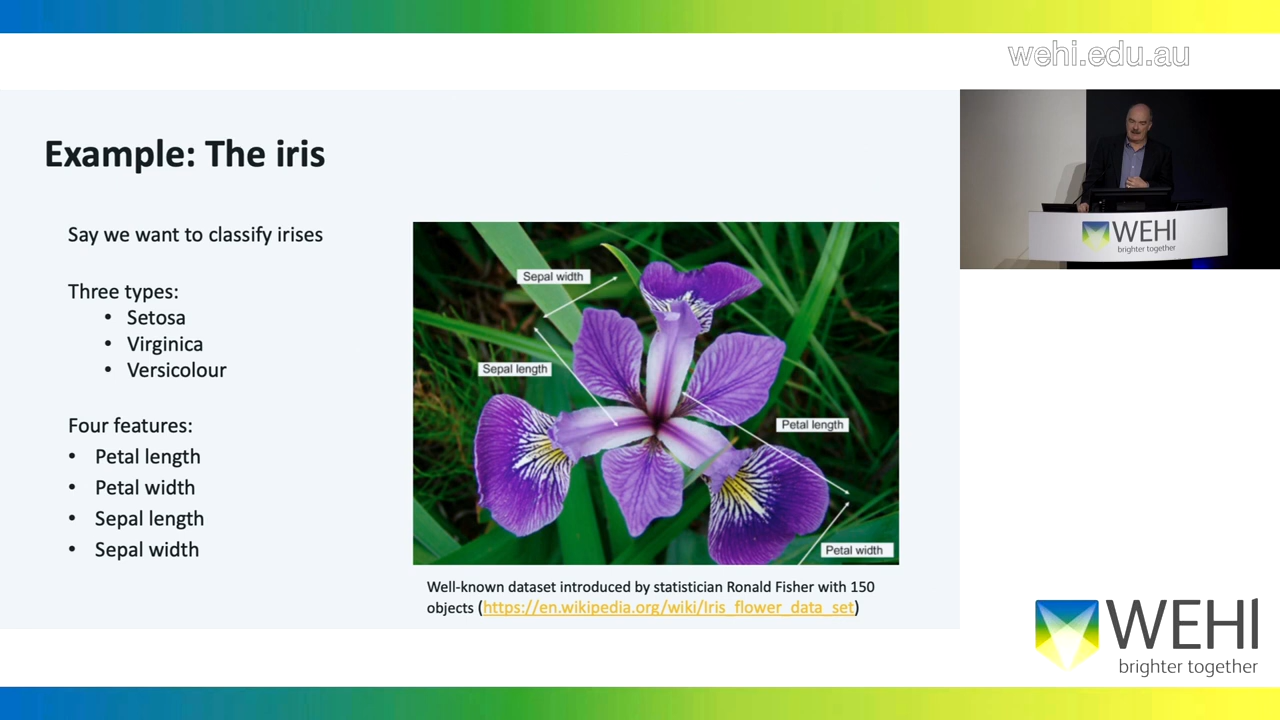 wehi.edu.au
Example: The iris
Say we want to classify irises
Three types:
• Setosa
• Virginica
• Versicolour
Four features:
• Petal length
• Petal width
• Sepal length
• Sepal width
Sepal width
Sepal length
Petal length
Petal width
Well-known dataset introduced by statistician Ronald Fisher with 150
objects (https://en.wikipedia.org/wiki/Iris_flower_data_set)
WEHI
brighter together
WEHI
brighter together